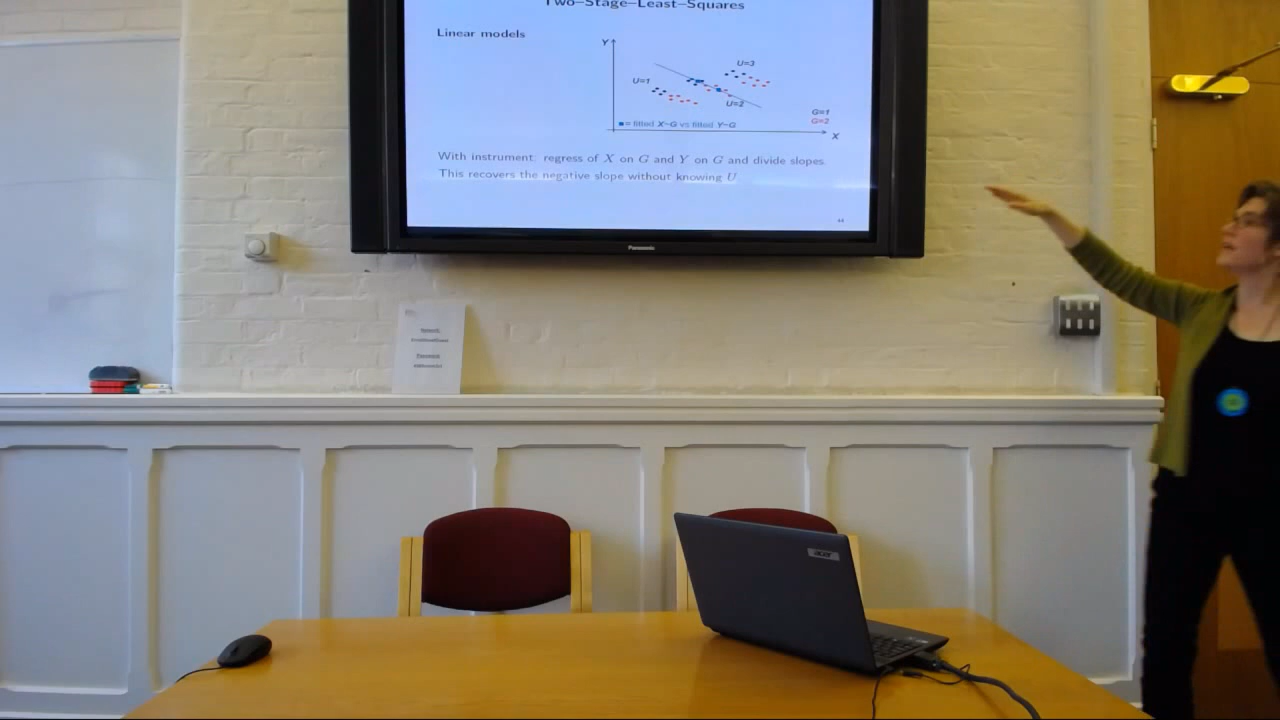 Two–Stage–Least–Squares
Linear models
Y
U=3
U=1
U=2
G=1
G=2
= fitted X~G vs fitted Y~G
X
With instrument: regress of X on G and Y on G and divide slopes.
This recovers the negative slope without knowing U
44
Panasonic
acer